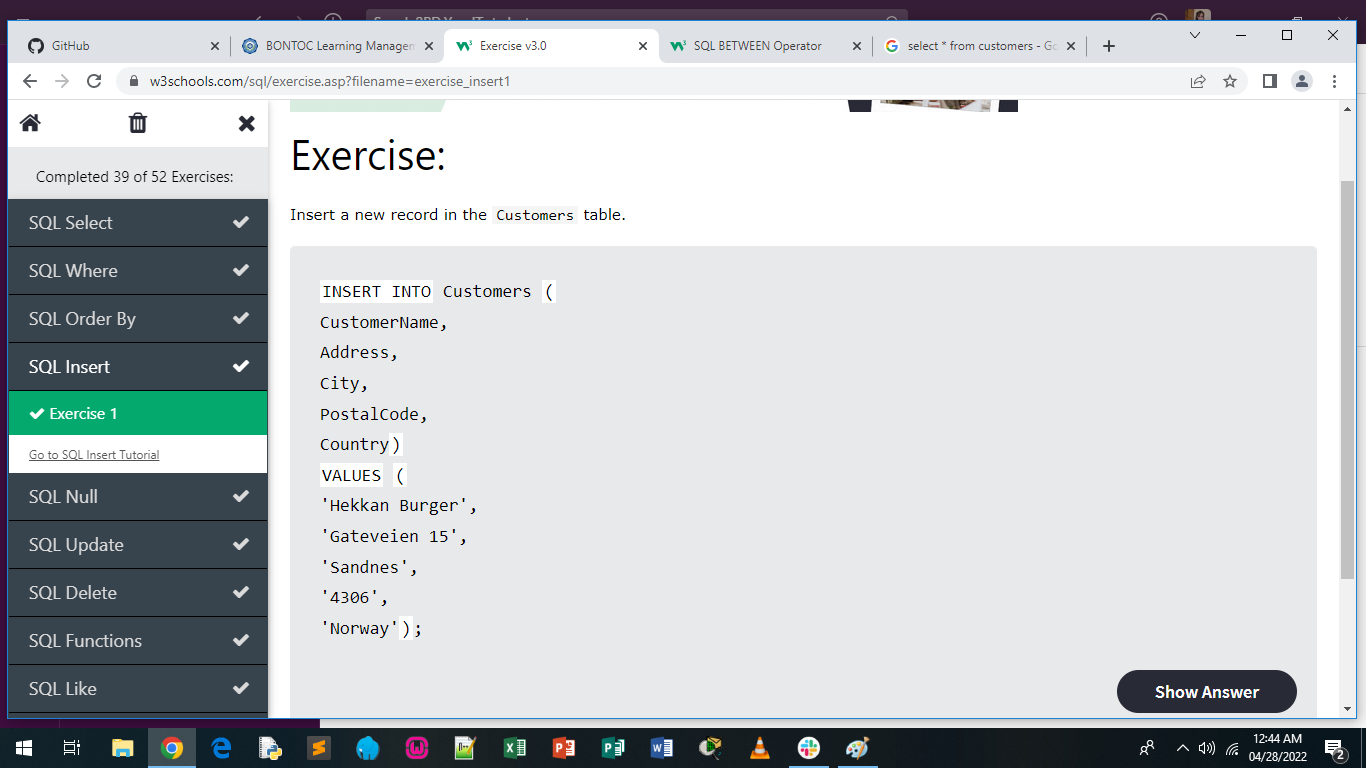 GitHub
BONTOC Learning Managem
Exercise v3.0
SQL BETWEEN Operator
select * from customers - Go
w3schools.com/sql/exercise.asp?filename=exercise_insert1
Completed 39 of 52 Exercises:
SQL Select
SQL Where
SQL Order By
SQL Insert
Exercise 1
Go to SQL Insert Tutorial
SQL Null
SQL Update
SQL Delete
SQL Functions
SQL Like
Exercise:
Insert a new record in the Customers table.
INSERT INTO Customers (
CustomerName,
Address,
City,
PostalCode,
Country)
VALUES (
'Hekkan Burger',
'Gateveien 15',
'Sandnes',
'4306',
'Norway');
Show Answer
12:44 AM
04/28/2022
2